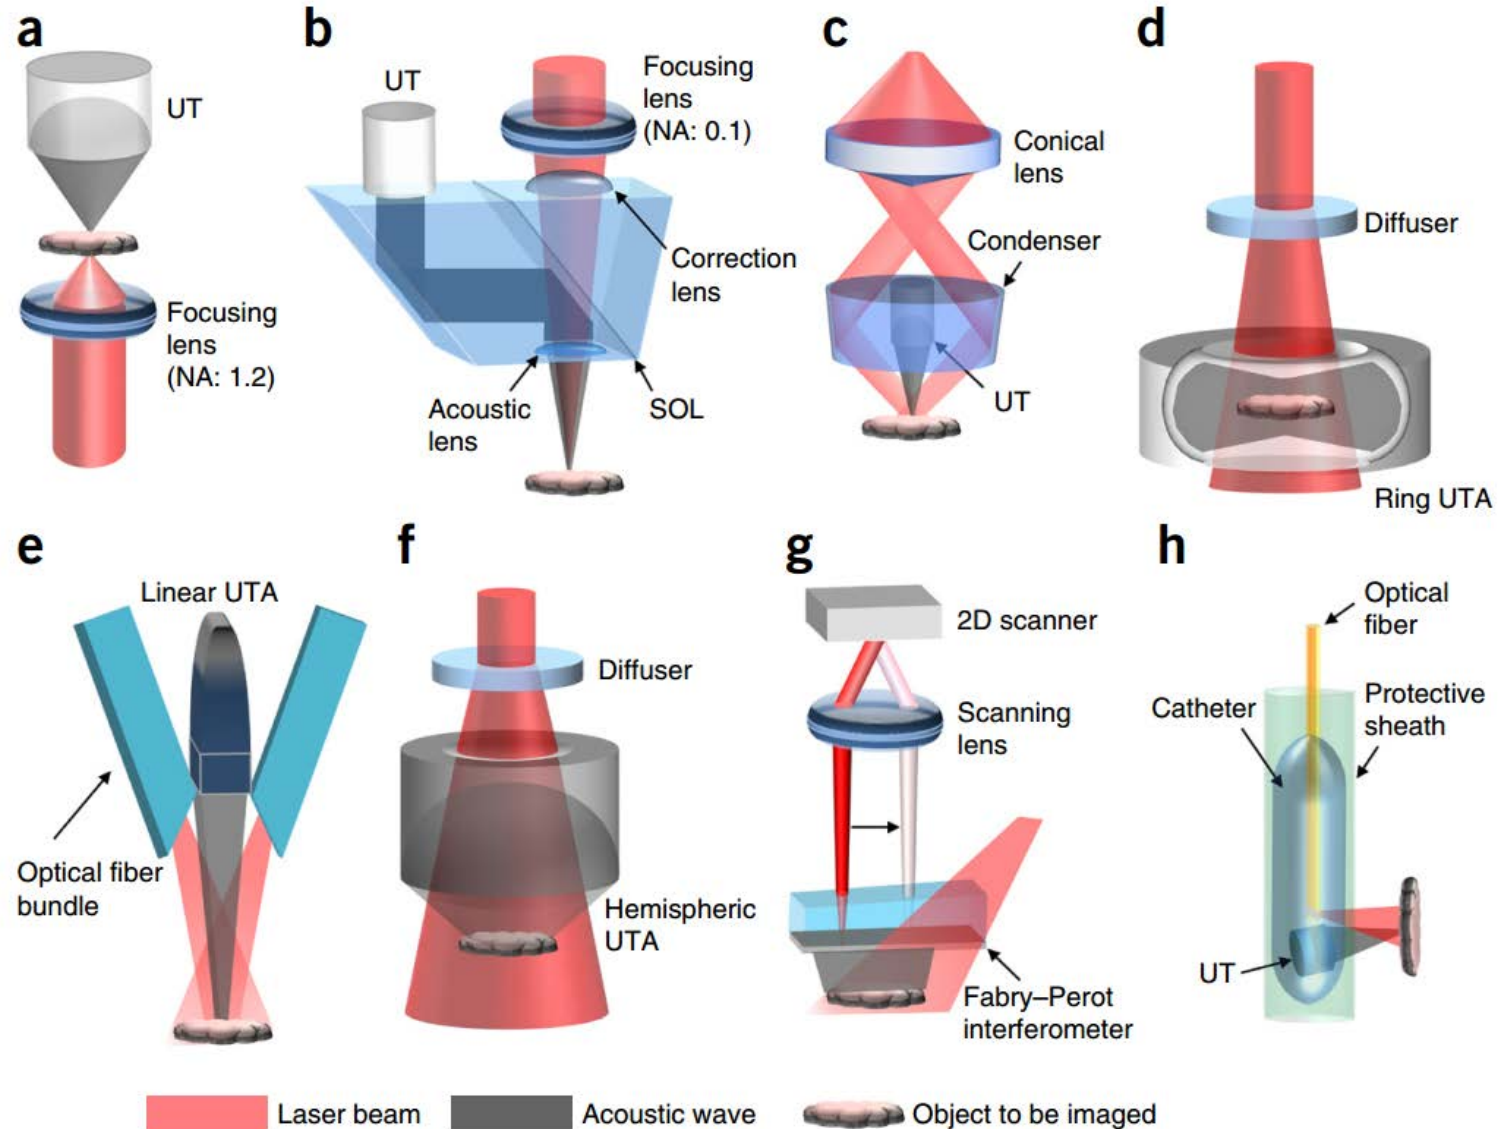 a
UT
Focusing
lens
(NA: 1.2)
b
UT
Focusing
lens
(NA: 0.1)
Correction
lens
Acoustic
lens
SOL
c
Conical
lens
Condenser
UT
d
Diffuser
Ring UTA
e
Linear UTA
Optical fiber
bundle
f
Diffuser
Hemispheric
UTA
g
2D scanner
Scanning
lens
Fabry–Perot
interferometer
h
Optical
fiber
Catheter
Protective
sheath
UT
Laser beam
Acoustic wave
Object to be imaged